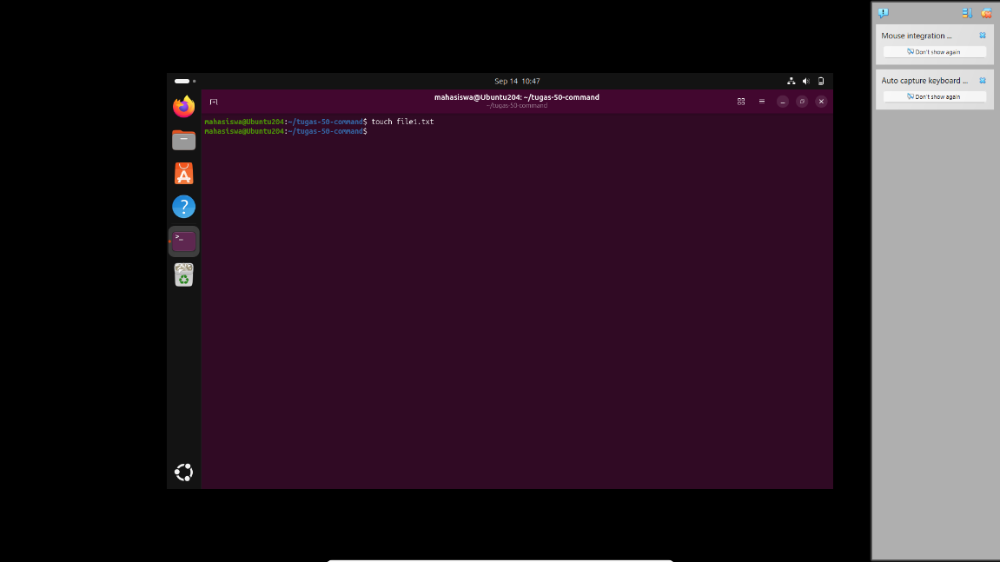 Sep 14 10:47
mahasiswa@Ubuntu204: ~/tugas-50-command
~/tugas-50-command
mahasiswa@Ubuntu204:~/tugas-50-command$ touch file1.txt
mahasiswa@Ubuntu204:~/tugas-50-command$
Mouse integration ...
Don't show again
Auto capture keyboard ...
Don't show again